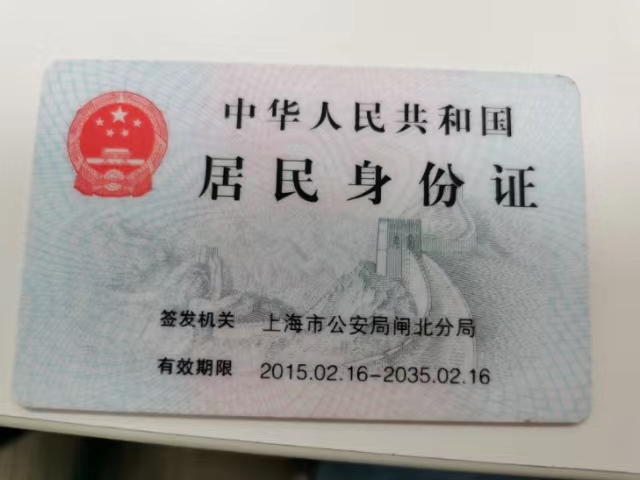 中华人民共和国
居民身份证
签发机关 上海市公安局闸北分局
有效期限 2015.02.16-2035.02.16